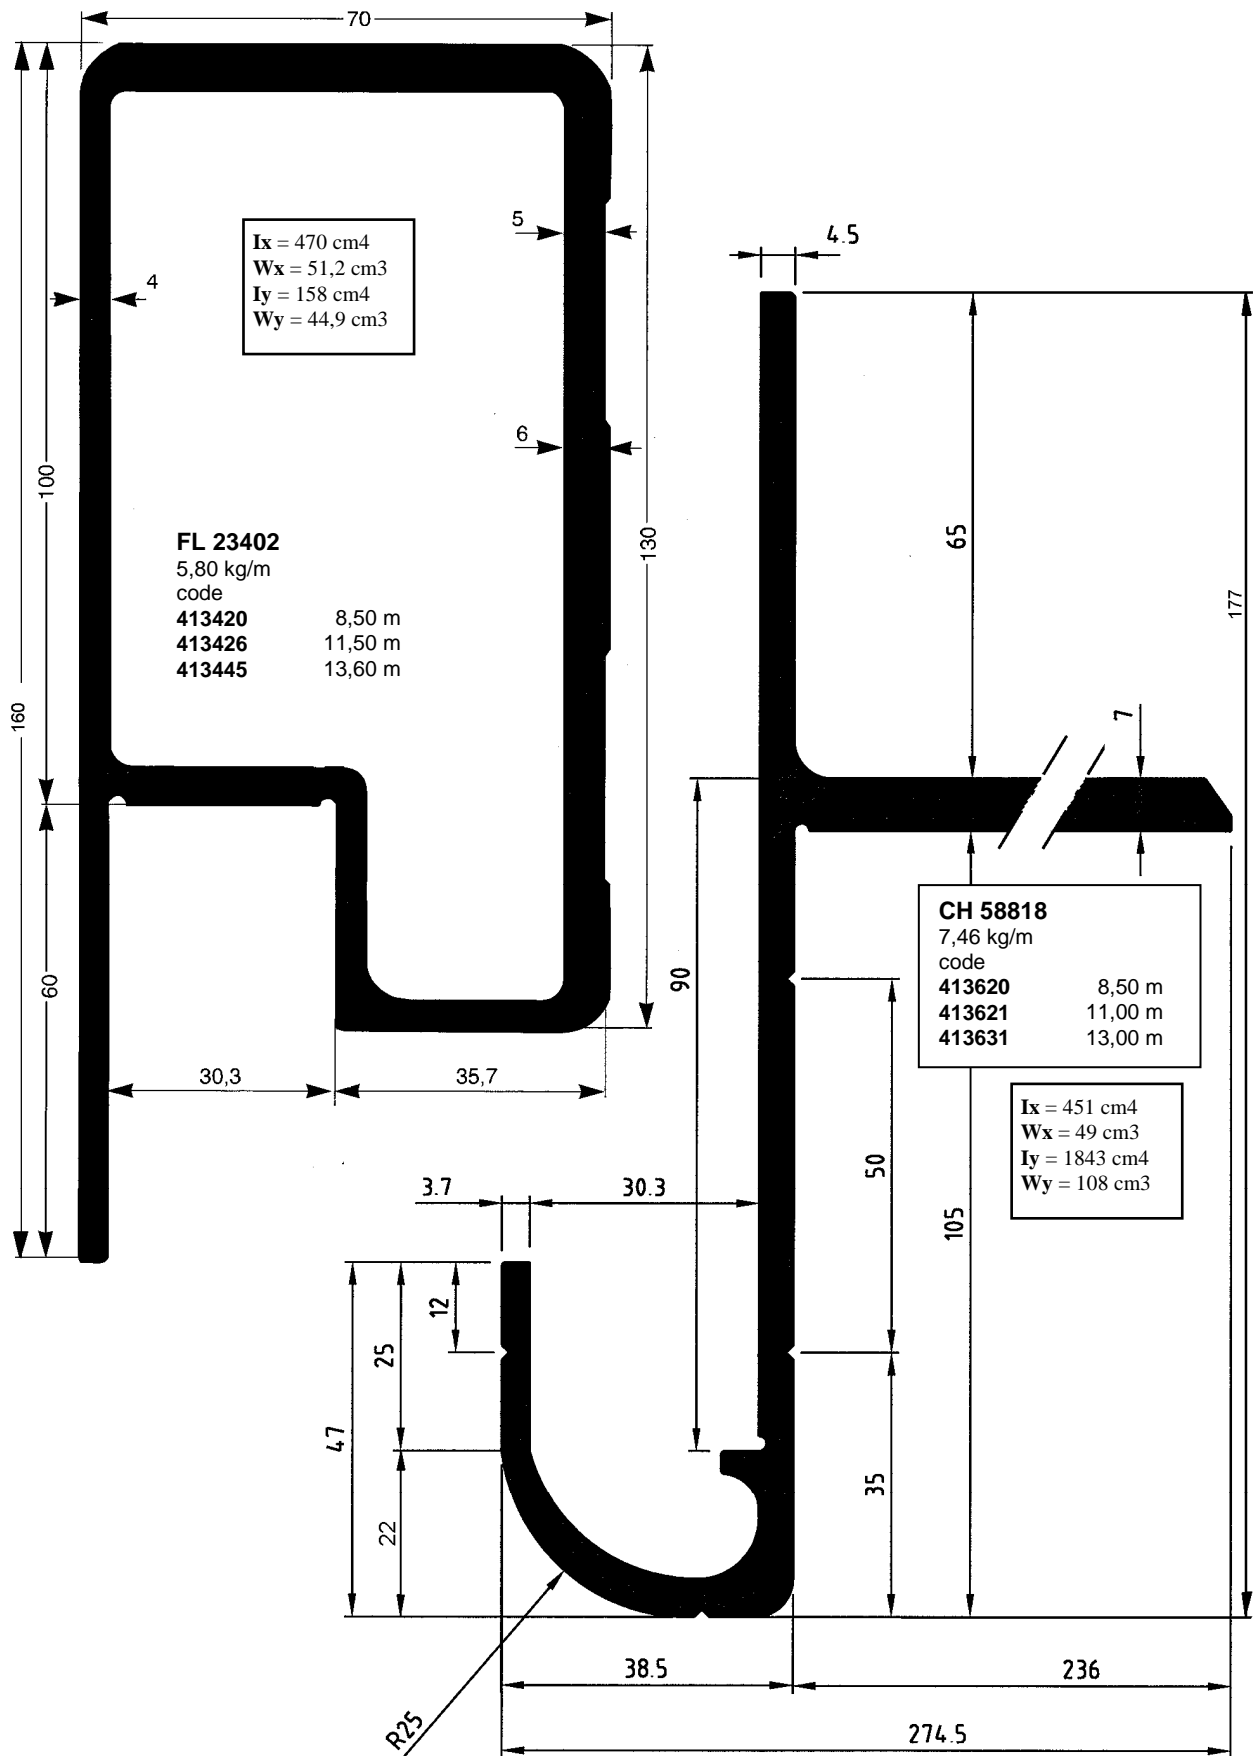 70
5
Ix = 470 cm4
Wx = 51,2 cm3
Iy = 158 cm4
Wy = 44,9 cm3
4
4.5
6
100
130
65
177
FL 23402
5,80 kg/m
code
413420 8,50 m
413426 11,50 m
413445 13,60 m
160
7
60
90
CH 58818
7,46 kg/m
code
413620 8,50 m
413621 11,00 m
413631 13,00 m
30,3
35,7
Ix = 451 cm4
Wx = 49 cm3
Iy = 1843 cm4
Wy = 108 cm3
50
3.7
30.3
105
12
25
47
35
22
38.5
236
R25
274.5